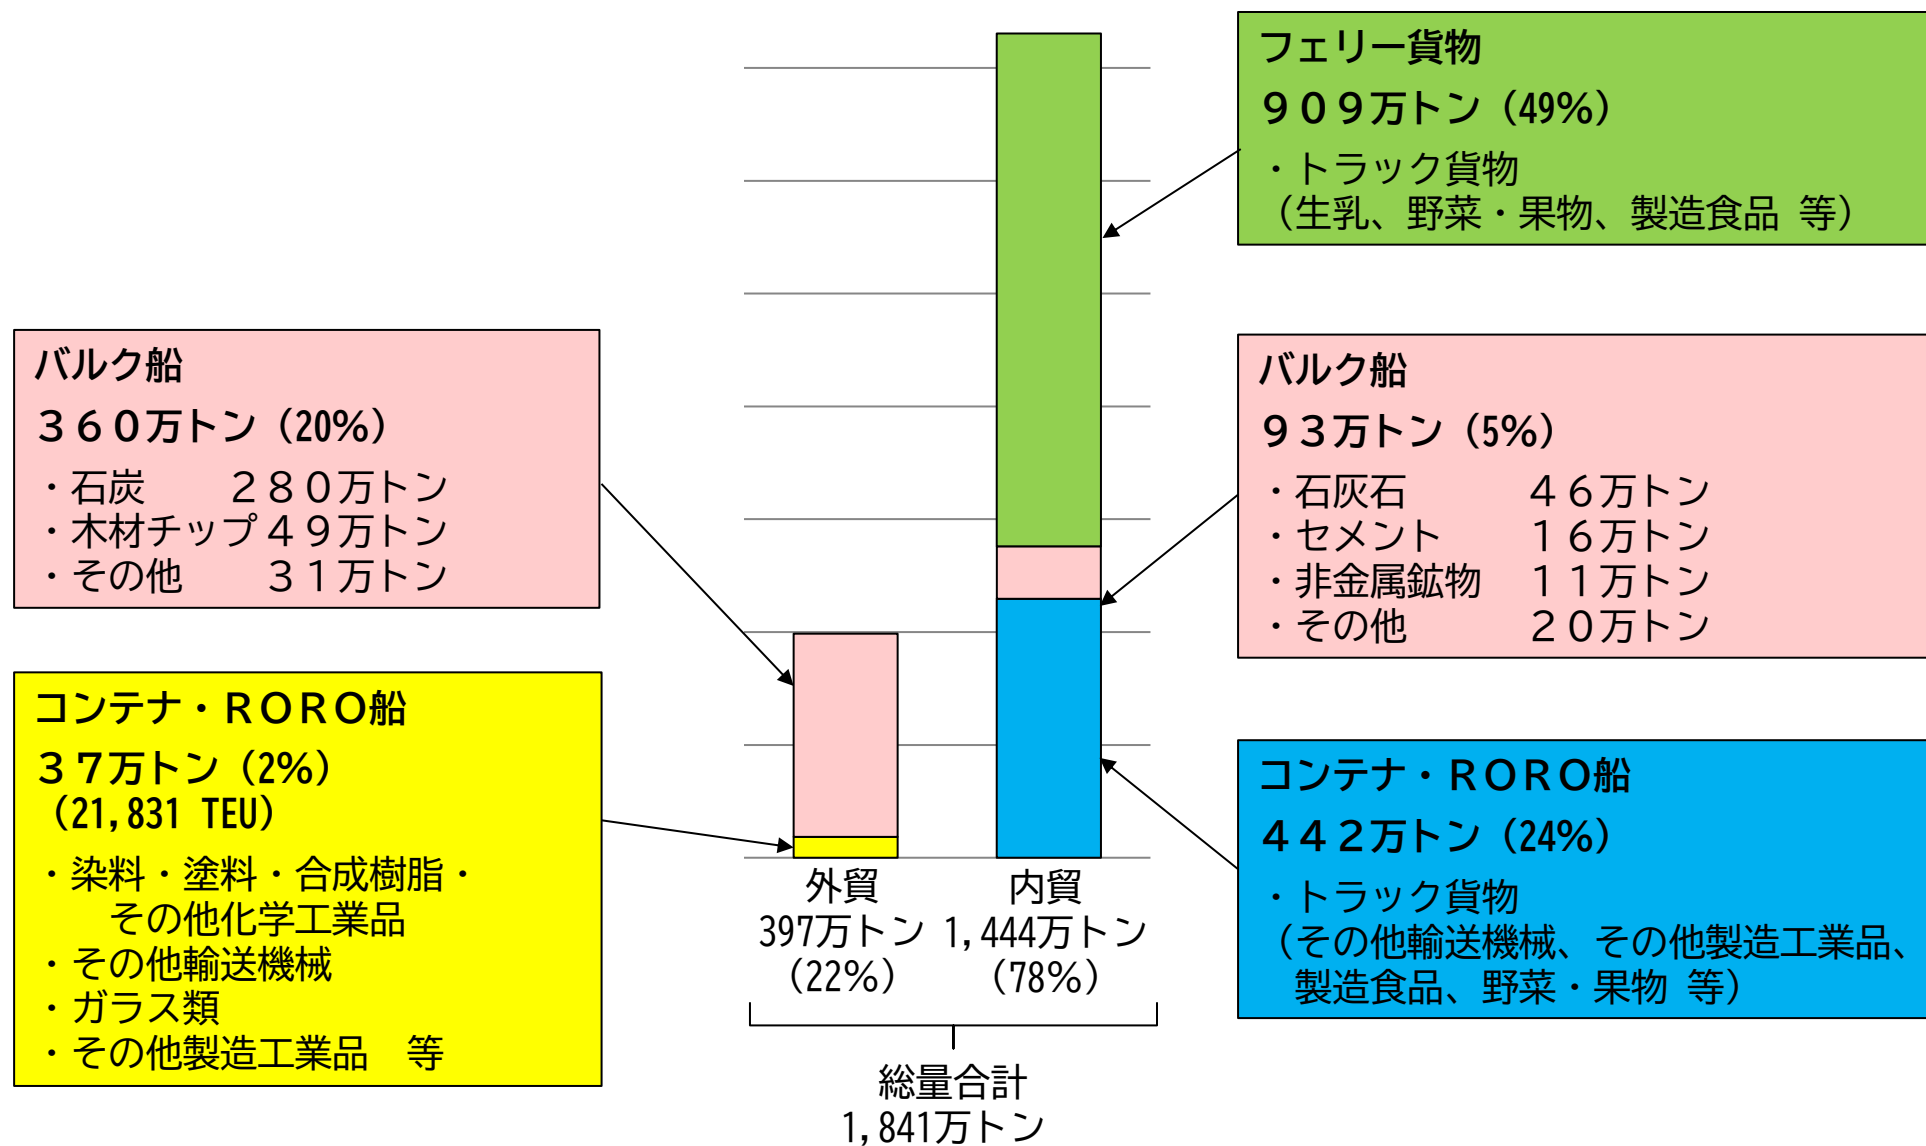 フェリー貨物
９０９万トン（49%）
・トラック貨物
（生乳、野菜・果物、製造食品 等）
バルク船
３６０万トン（20%）
・石炭　　２８０万トン
・木材チップ４９万トン
・その他　　３１万トン
バルク船
９３万トン（5%）
・石灰石　　　４６万トン
・セメント　　１６万トン
・非金属鉱物　１１万トン
・その他　　　２０万トン
コンテナ・ＲＯＲＯ船
３７万トン（2%）
（21,831 TEU）
・染料・塗料・合成樹脂・
その他化学工業品
・その他輸送機械
・ガラス類
・その他製造工業品　等
コンテナ・ＲＯＲＯ船
４４２万トン（24%）
・トラック貨物
（その他輸送機械、その他製造工業品、
製造食品、野菜・果物 等）
外貿
397万トン
（22%）
内貿
1,444万トン
（78%）
総量合計
1,841万トン